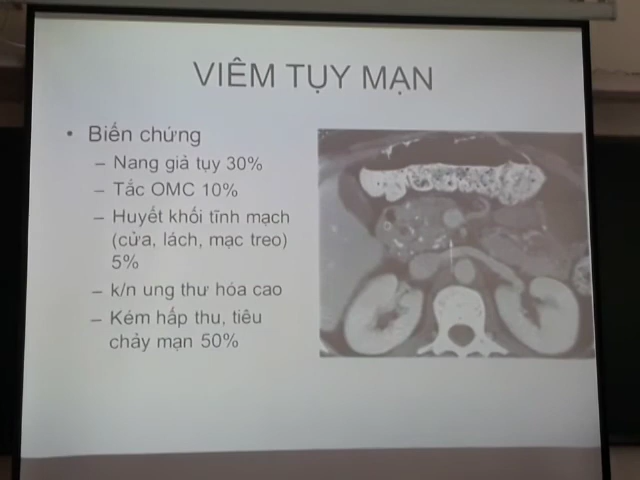 VIÊM TỤY MẠN
• Biến chứng
– Nang giả tụy 30%
– Tắc OMC 10%
– Huyết khối tĩnh mạch
(cửa, lách, mạc treo)
5%
– k/n ung thư hóa cao
– Kém hấp thu, tiêu
chảy mạn 50%